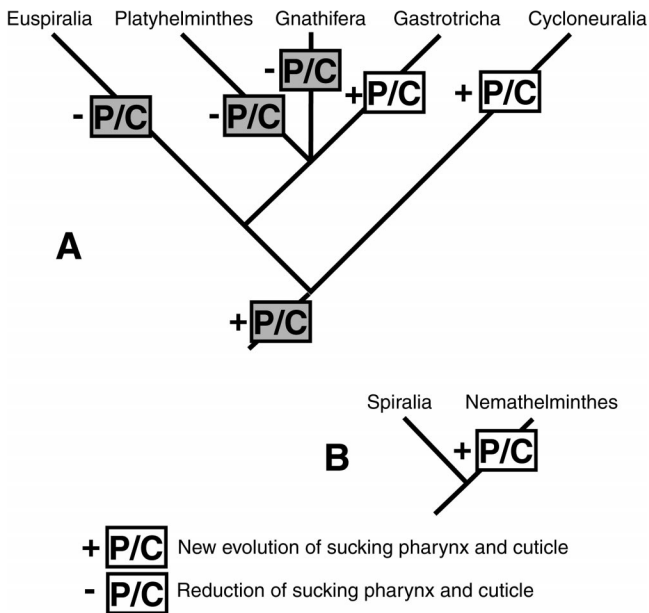 Euspiralia Platyhelminthes Gnathifera Gastrotricha Cycloneuralia
- P/C
+ P/C + P/C
- P/C - P/C
A
+ P/C
Spiralia Nemathelminthes
B + P/C
+ P/C New evolution of sucking pharynx and cuticle
- P/C Reduction of sucking pharynx and cuticle